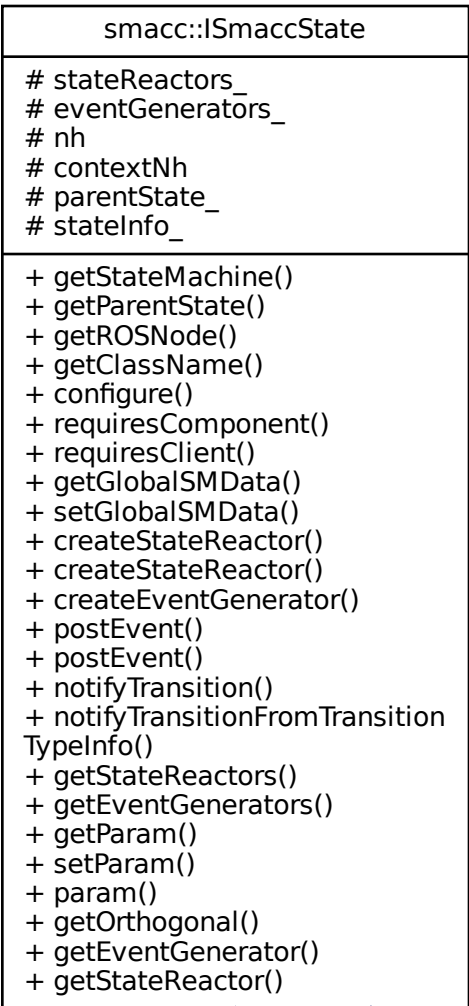 smacc::ISmaccState
# stateReactors_
# eventGenerators_
# nh
# contextNh
# parentState_
# stateInfo_
+ getStateMachine()
+ getParentState()
+ getROSNode()
+ getClassName()
+ configure()
+ requiresComponent()
+ requiresClient()
+ getGlobalSMData()
+ setGlobalSMData()
+ createStateReactor()
+ createStateReactor()
+ createEventGenerator()
+ postEvent()
+ postEvent()
+ notifyTransition()
+ notifyTransitionFromTransition
TypeInfo()
+ getStateReactors()
+ getEventGenerators()
+ getParam()
+ setParam()
+ param()
+ getOrthogonal()
+ getEventGenerator()
+ getStateReactor()